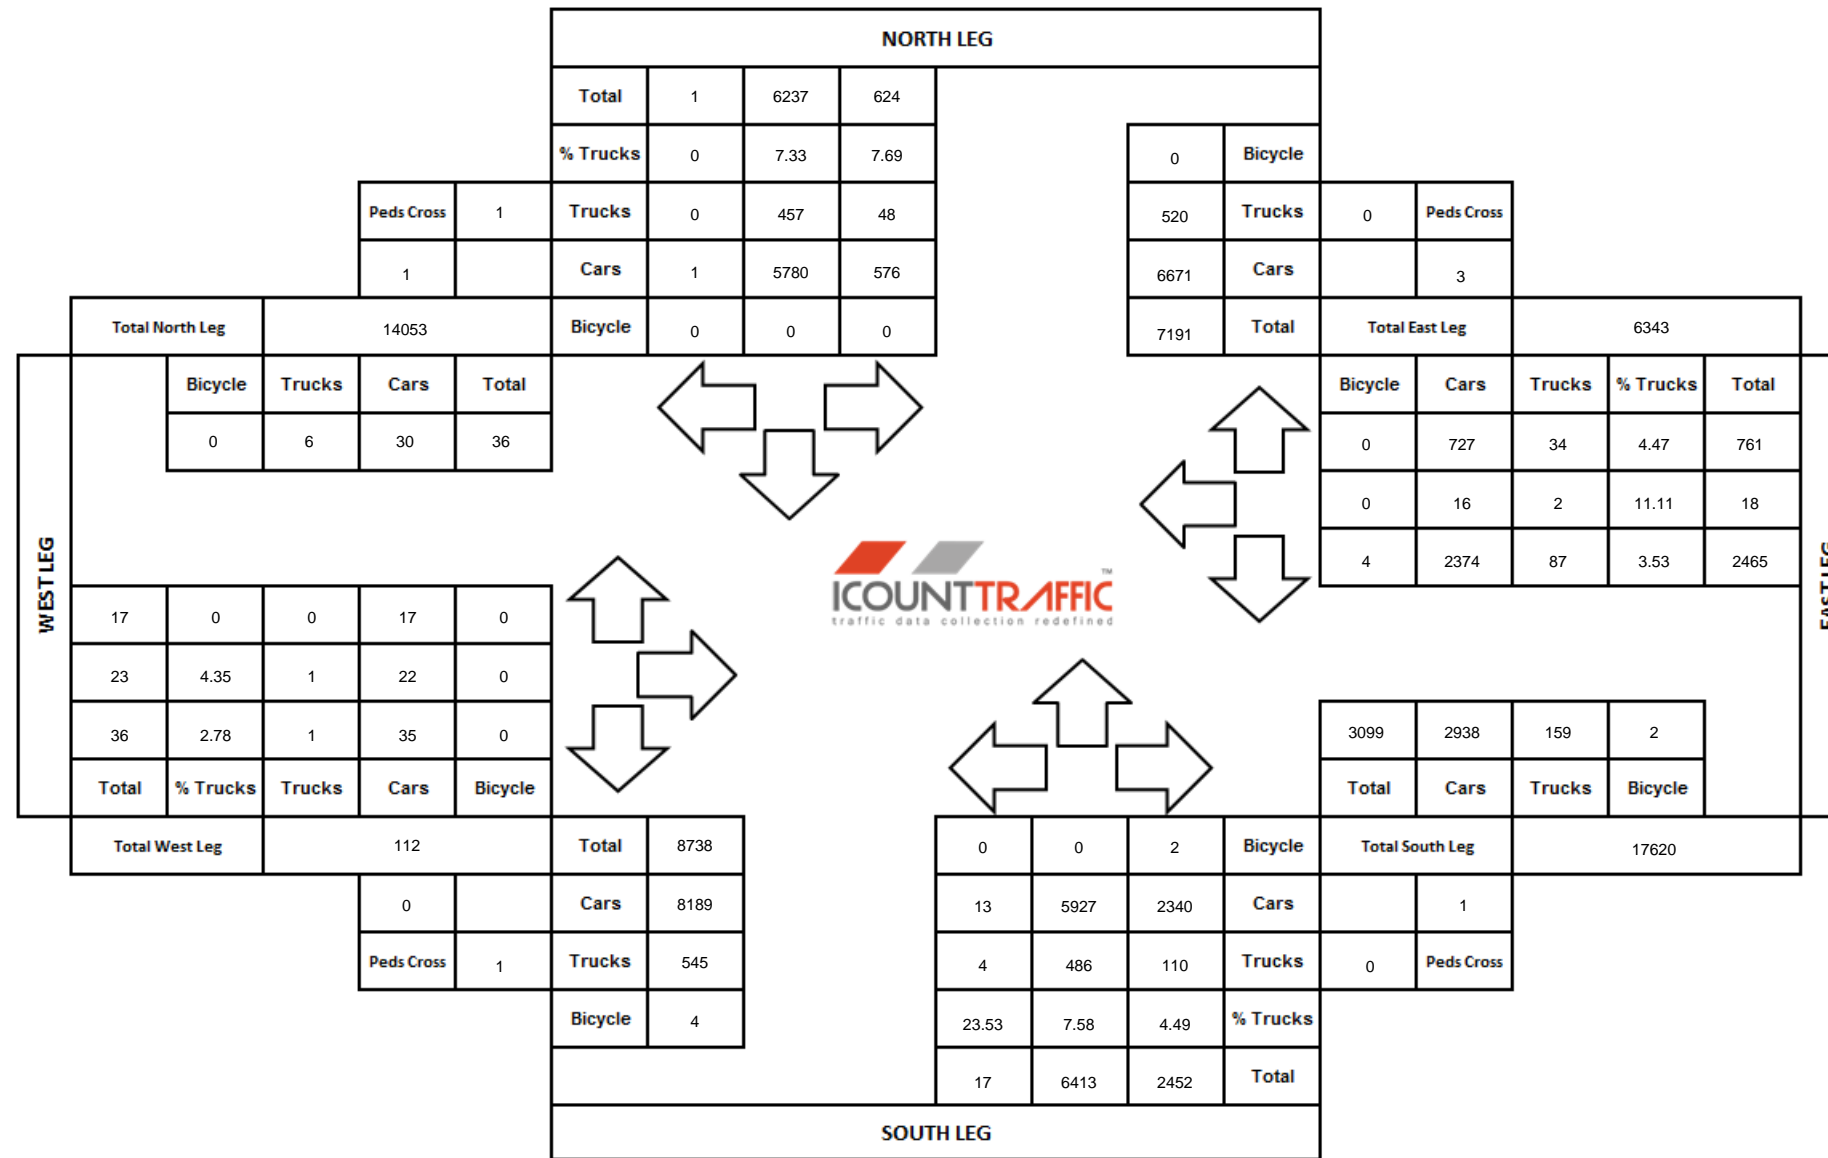 NORTH LEG
Total 1 6237 624
% Trucks 0 7.33 7.69 0 Bicycle
Peds Cross 1 Trucks 0 457 48 520 Trucks 0 Peds Cross
1 Cars 1 5780 576 6671 Cars 3
Total North Leg 14053 Bicycle 0 0 0 7191 Total Total East Leg 6343
Bicycle Trucks Cars Total Bicycle Cars Trucks % Trucks Total
0 6 30 36 0 727 34 4.47 761
0 16 2 11.11 18
4 2374 87 3.53 2465
WEST LEG
EAST LEG
ICOUNTTRAFFIC™
traffic data collection redefined
17 0 0 17 0
23 4.35 1 22 0
36 2.78 1 35 0 3099 2938 159 2
Total % Trucks Trucks Cars Bicycle Total Cars Trucks Bicycle
Total West Leg 112 Total 8738 0 0 2 Bicycle Total South Leg 17620
0 Cars 8189 13 5927 2340 Cars 1
Peds Cross 1 Trucks 545 4 486 110 Trucks 0 Peds Cross
Bicycle 4 23.53 7.58 4.49 % Trucks
17 6413 2452 Total
SOUTH LEG